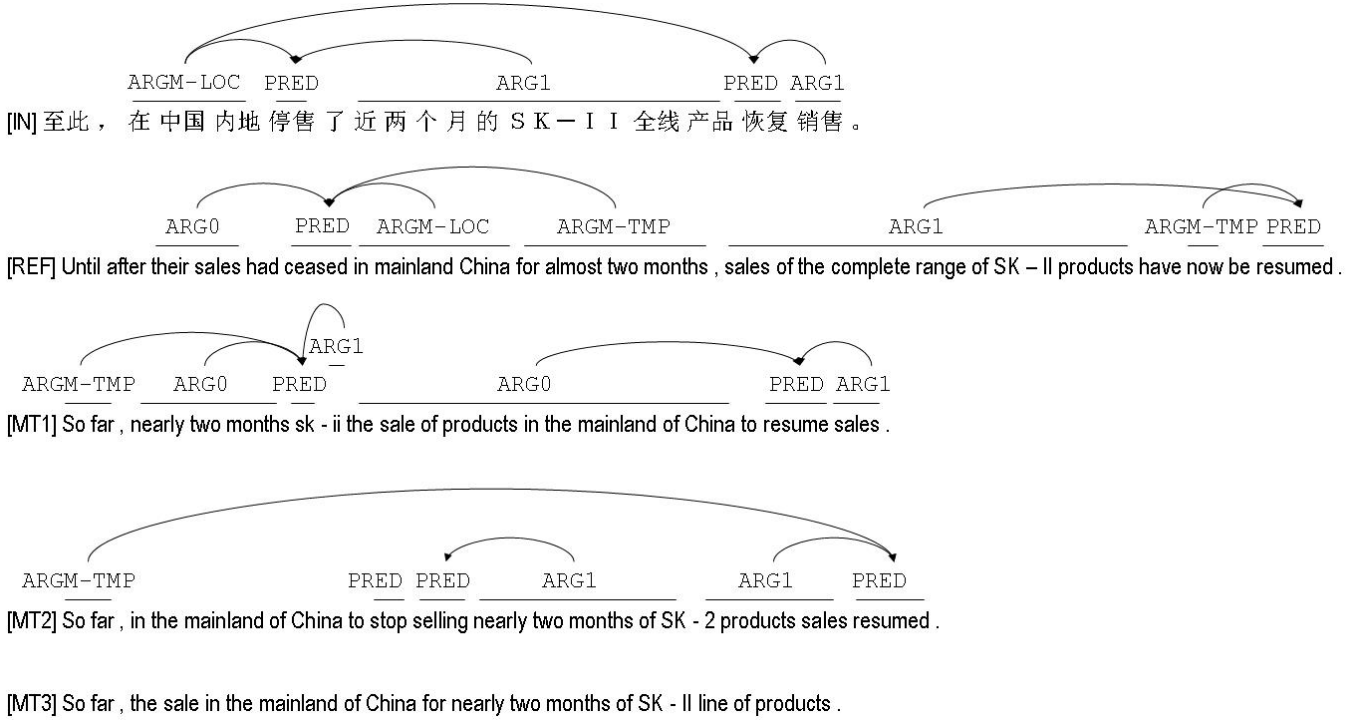 ARGM-LOC PRED ARG1 PRED ARG1
[IN] 至此，在 中国 内地 停售 了 近 两 个 月 的 ＳＫ－ＩＩ 全线 产品 恢复 销售 。
ARG0 PRED ARGM-LOC ARGM-TMP ARG1 ARGM-TMP PRED
[REF] Until after their sales had ceased in mainland China for almost two months , sales of the complete range of SK – II products have now be resumed .
ARG1
ARGM-TMP ARG0 PRED ARG0 PRED ARG1
[MT1] So far , nearly two months sk - ii the sale of products in the mainland of China to resume sales .
ARGM-TMP PRED PRED ARG1 ARG1 PRED
[MT2] So far , in the mainland of China to stop selling nearly two months of SK - 2 products sales resumed .
[MT3] So far , the sale in the mainland of China for nearly two months of SK - II line of products .